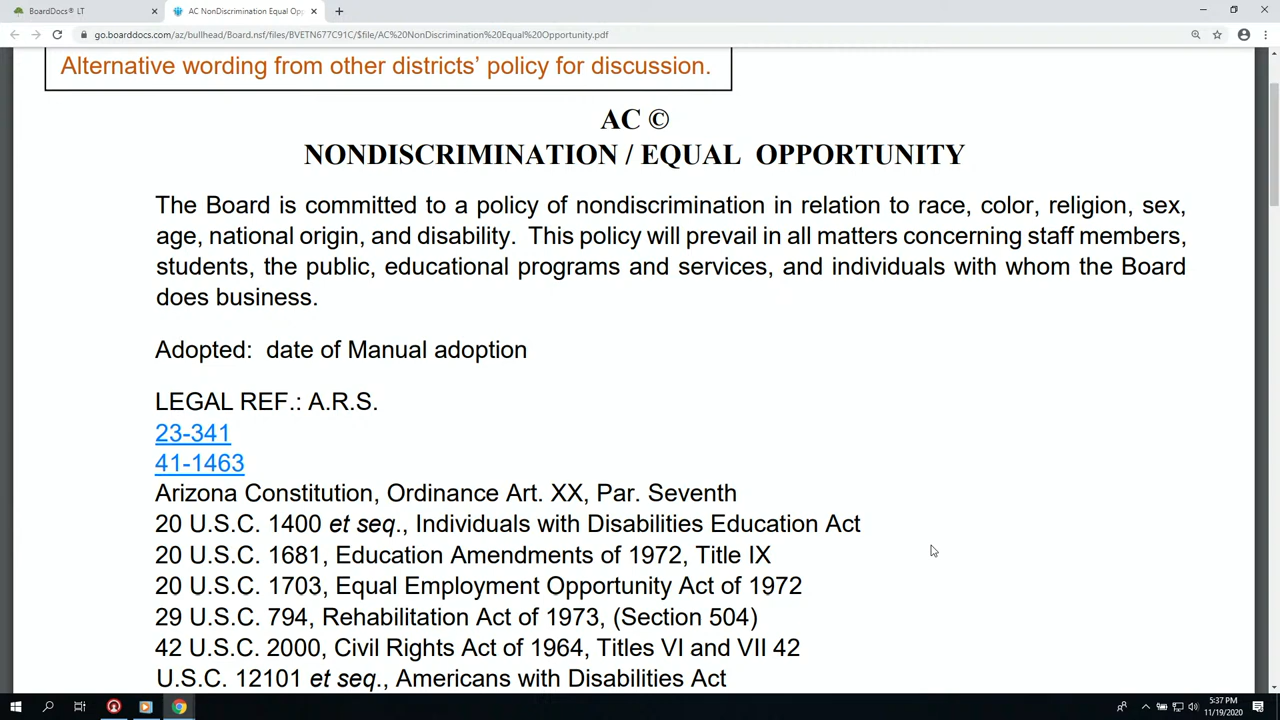 BoardDocs® LT
AC NonDiscrimination Equal Opp
go.boarddocs.com/az/bullhead/Board.nsf/files/BVETN677C91C/$file/AC%20NonDiscrimination%20Equal%20Opportunity.pdf
Alternative wording from other districts' policy for discussion.
AC ©
NONDISCRIMINATION / EQUAL OPPORTUNITY
The Board is committed to a policy of nondiscrimination in relation to race, color, religion, sex,
age, national origin, and disability. This policy will prevail in all matters concerning staff members,
students, the public, educational programs and services, and individuals with whom the Board
does business.
Adopted: date of Manual adoption
LEGAL REF.: A.R.S.
23-341
41-1463
Arizona Constitution, Ordinance Art. XX, Par. Seventh
20 U.S.C. 1400 et seq., Individuals with Disabilities Education Act
20 U.S.C. 1681, Education Amendments of 1972, Title IX
20 U.S.C. 1703, Equal Employment Opportunity Act of 1972
29 U.S.C. 794, Rehabilitation Act of 1973, (Section 504)
42 U.S.C. 2000, Civil Rights Act of 1964, Titles VI and VII 42
U.S.C. 12101 et seq., Americans with Disabilities Act
5:37 PM
11/19/2020